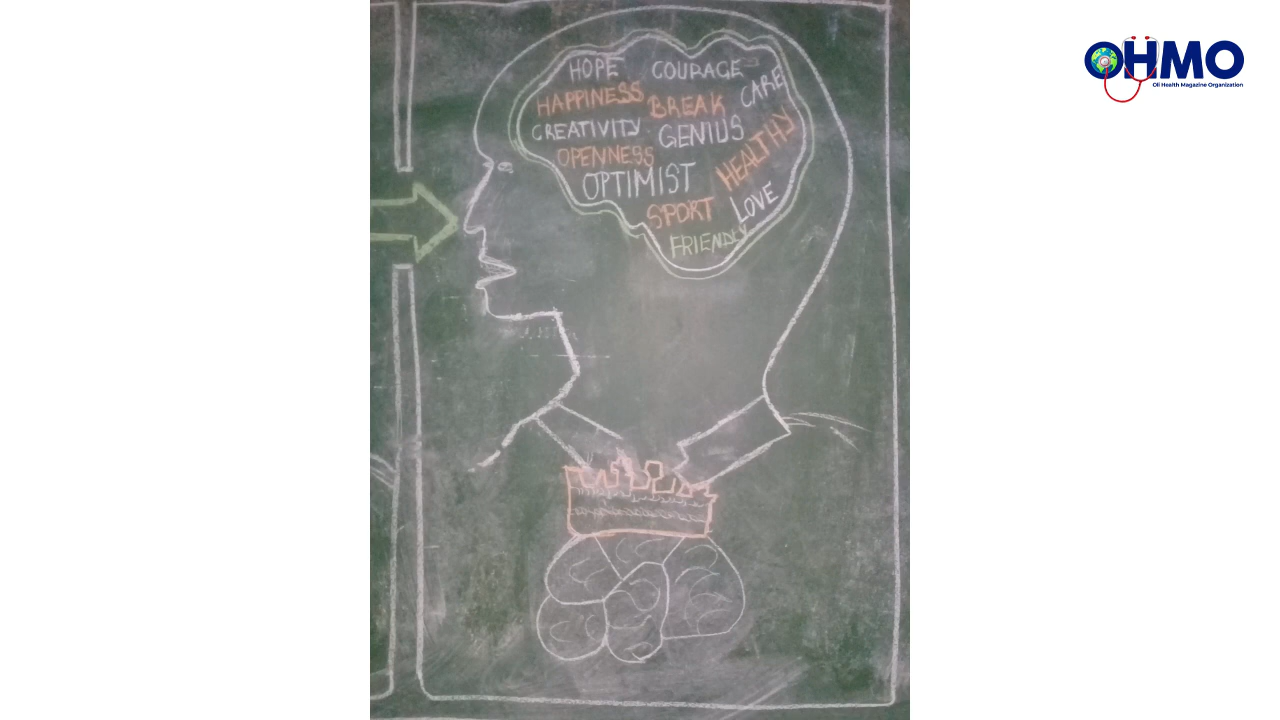 HOPE COURAGE CARE
HAPPINESS BREAK
CREATIVITY GENIUS HEALTHY
OPENNESS
OPTIMIST
SPORT LOVE
FRIENDLY
OHMO
Oli Health Magazine Organization